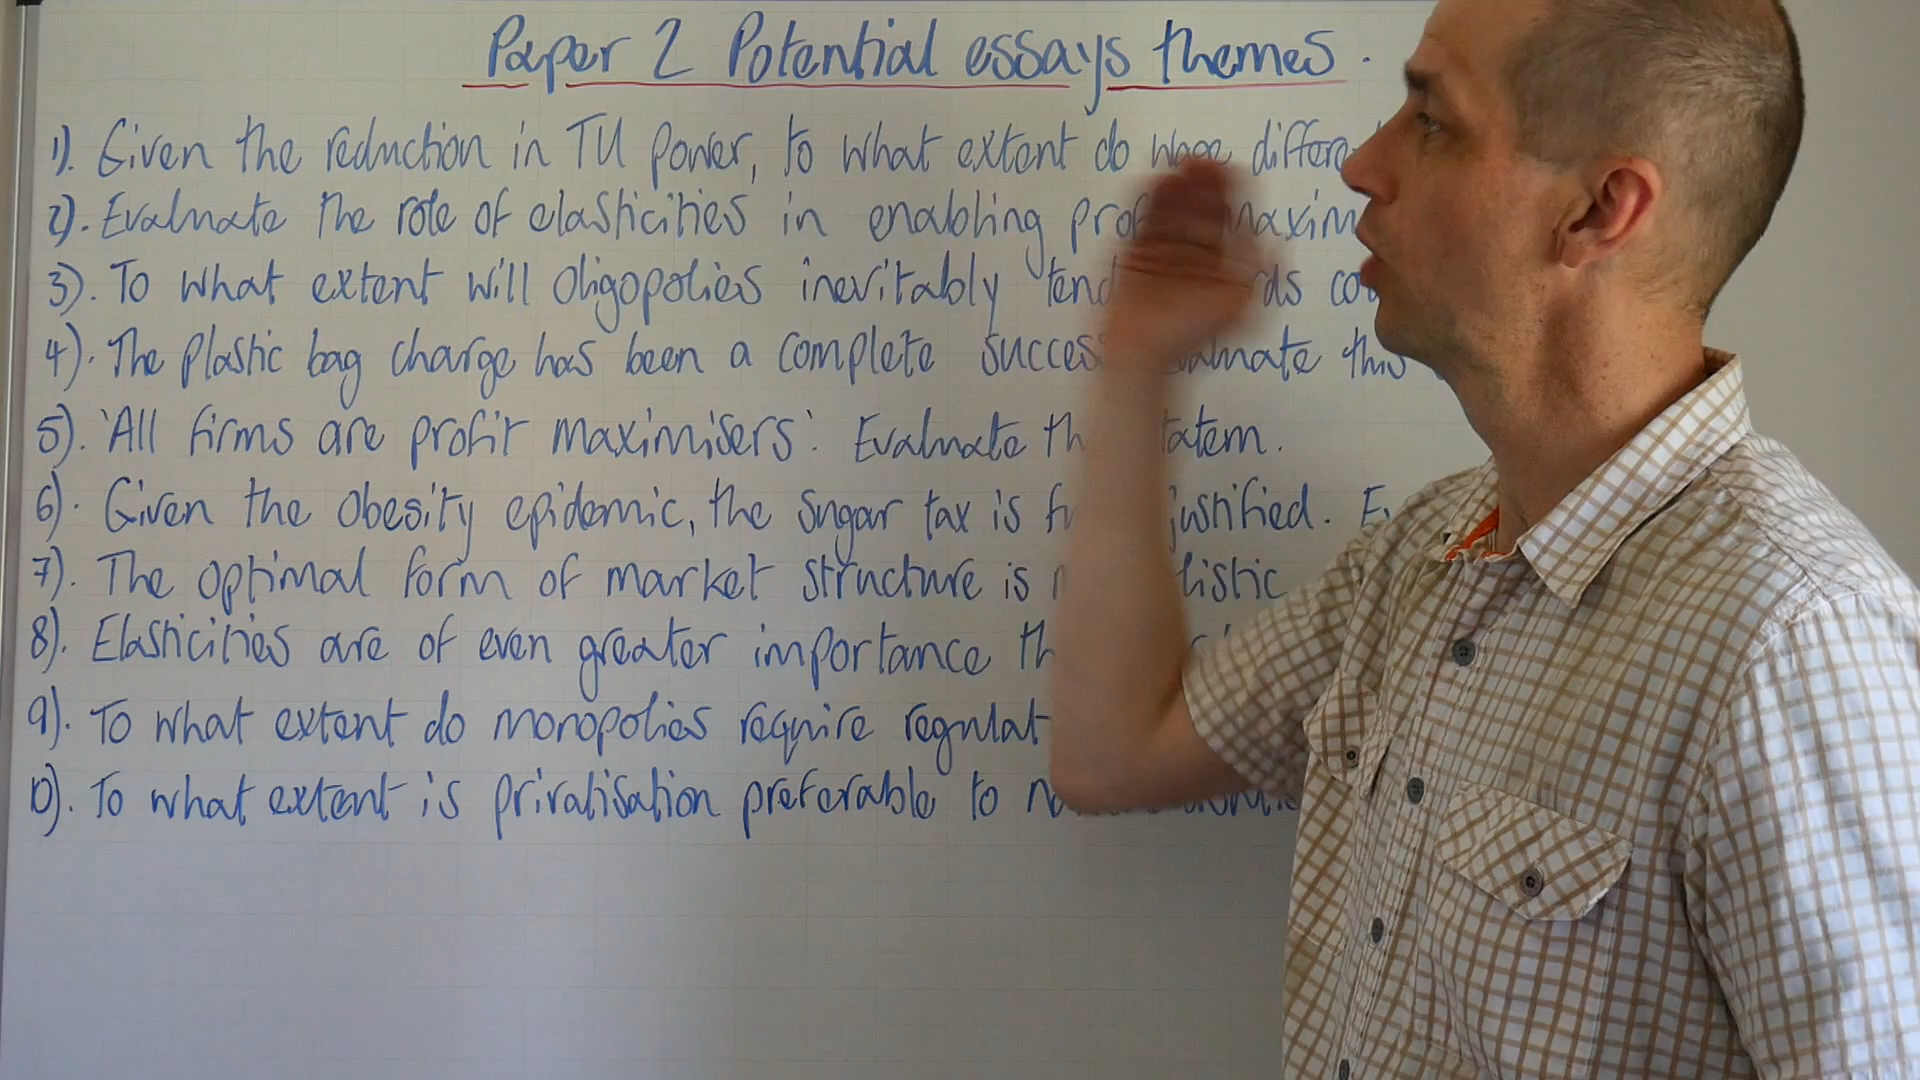 Paper 2 Potential essays themes.
1). Given the reduction in TU power, to what extent do wage
2). Evaluate the role of elasticities in enabling
3). To what extent will Oligopolies inevitably
4). The plastic bag charge has been a complete this
5). 'All firms are profit maximisers'. Evaluate
6). Given the obesity epidemic, the sugar tax is justified.
7). The optimal form of market structure is
8). Elasticities are of even greater importance
9). To what extent do monopolies require
10). To what extent is privatisation preferable to